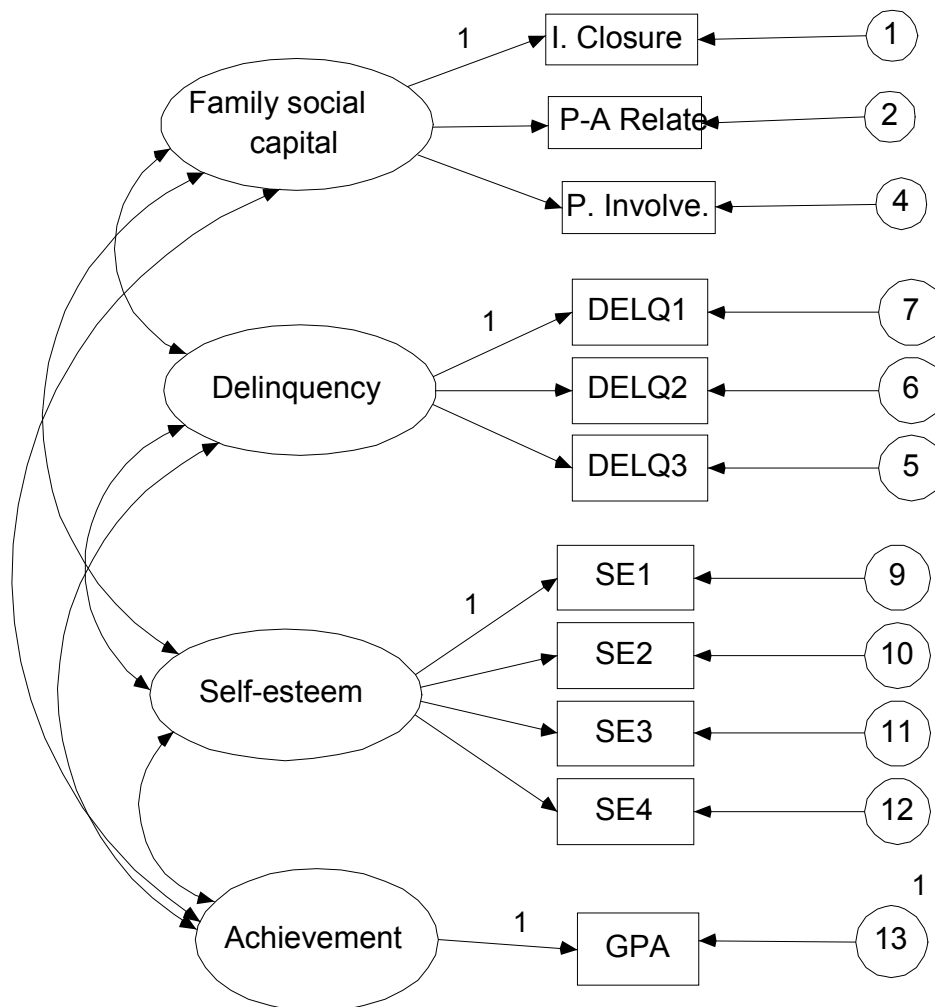 1
I. Closure
1
Family social
capital
P-A Relate
2
P. Involve.
4
1
DELQ1
7
Delinquency
DELQ2
6
DELQ3
5
1
SE1
9
Self-esteem
SE2
10
SE3
11
SE4
12
Achievement
1
GPA
1
13